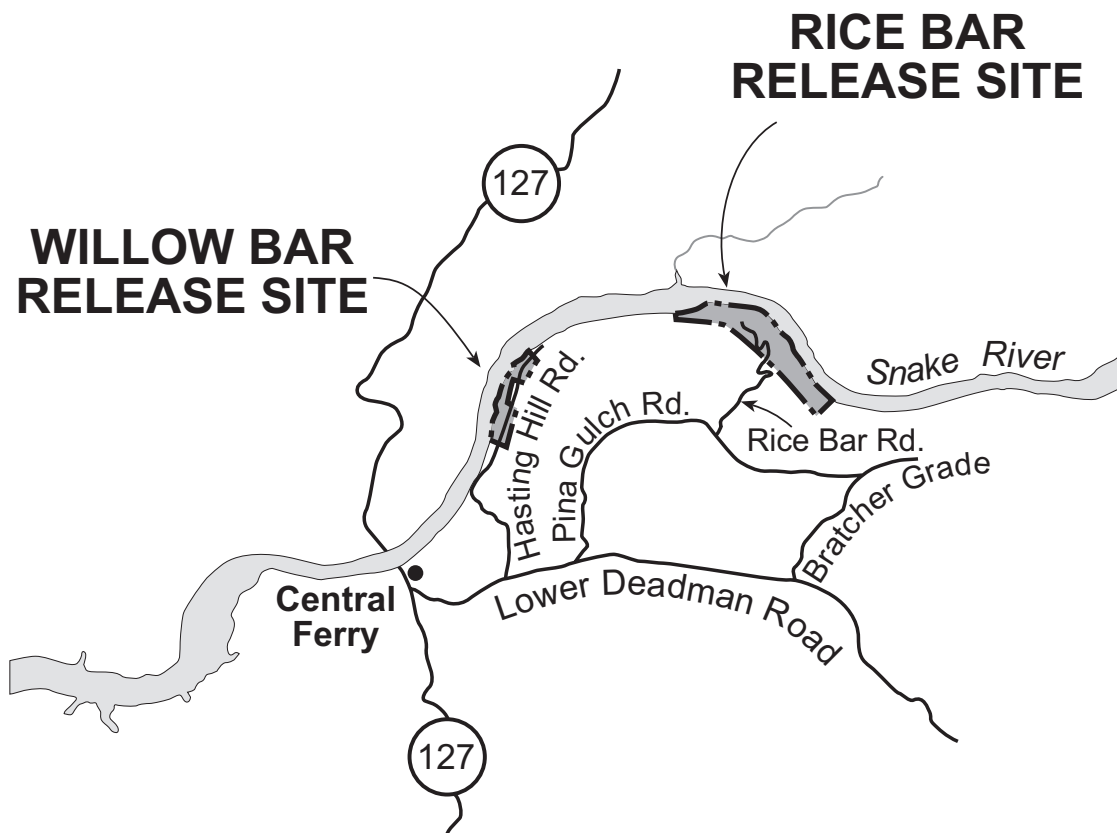 RICE BAR
RELEASE SITE
127
WILLOW BAR
RELEASE SITE
Snake River
Hasting Hill Rd.
Pina Gulch Rd.
Rice Bar Rd.
Bratcher Grade
Central
Ferry
Lower Deadman Road
127